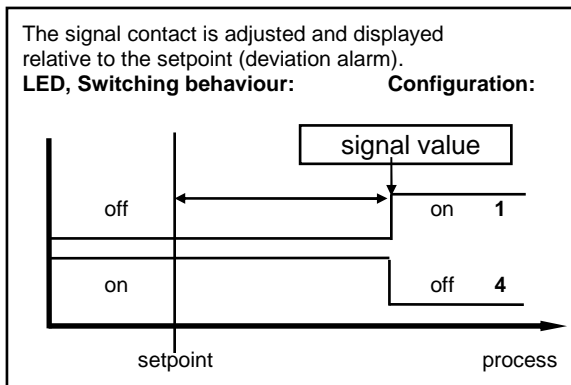 The signal contact is adjusted and displayed
relative to the setpoint (deviation alarm).
LED, Switching behaviour: Configuration:
signal value
off on 1
on off 4
setpoint process